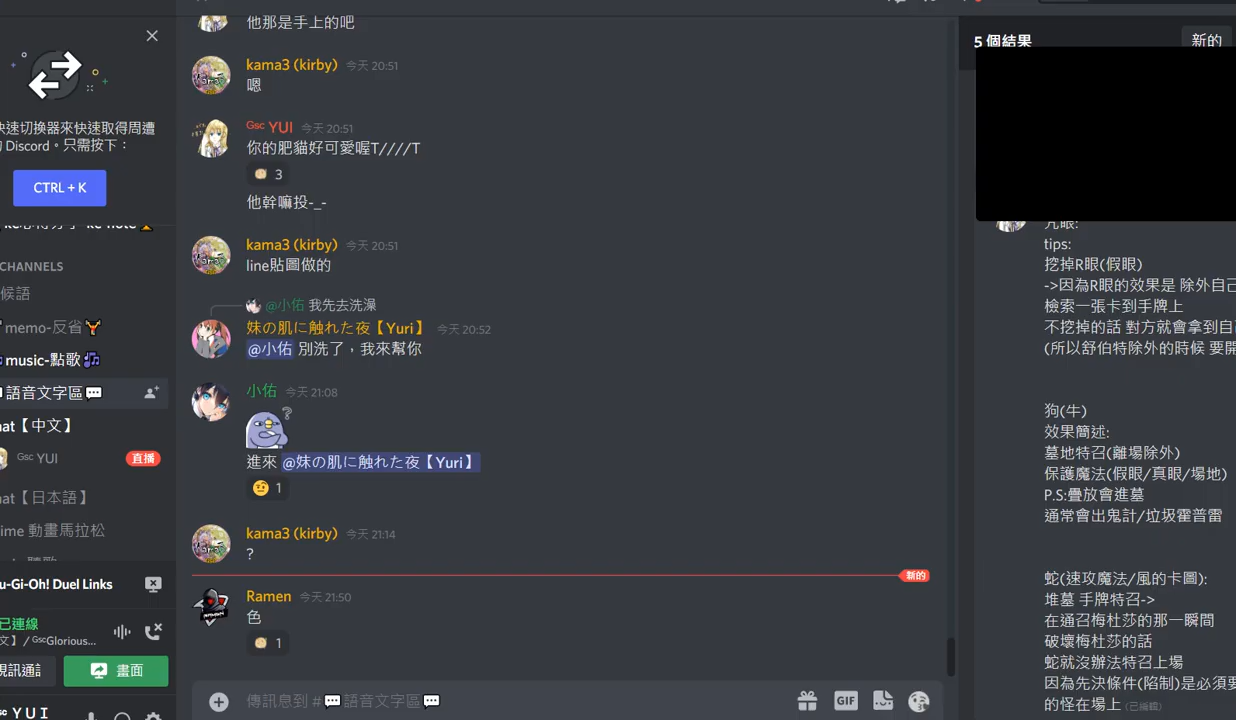 快速切換器來快速取得周遭
Discord。只需按下：
CTRL + K
CHANNELS
候語
memo-反省
music-點歌
語音文字區
at【中文】
Gsc YUI
直播
at【日本語】
ime 動畫馬拉松
u-Gi-Oh! Duel Links
已連線
文】/ GscGlorious...
視訊通話
畫面
YUI
他那是手上的吧
kama3 (kirby) 今天 20:51
嗯
Gsc YUI 今天 20:51
你的肥貓好可愛喔T////T
3
他幹嘛投-_-
kama3 (kirby) 今天 20:51
line貼圖做的
@小佑 我先去洗澡
妹の肌に触れた夜【Yuri】 今天 20:52
@小佑 別洗了，我來幫你
小佑 今天 21:08
?
進來 @妹の肌に触れた夜【Yuri】
1
kama3 (kirby) 今天 21:14
?
新的
Ramen 今天 21:50
色
1
傳訊息到 #語音文字區
GIF
5 個結果
新的
咒眼:
tips:
挖掉R眼(假眼)
->因為R眼的效果是 除外自己
檢索一張卡到手牌上
不挖掉的話 對方就會拿到自己
(所以舒伯特除外的時候 要開
狗(牛)
效果簡述:
墓地特召(離場除外)
保護魔法(假眼/真眼/場地)
P.S:疊放會進墓
通常會出鬼計/垃圾霍普雷
蛇(速攻魔法/風的卡圖):
堆墓 手牌特召->
在通召梅杜莎的那一瞬間
破壞梅杜莎的話
蛇就沒辦法特召上場
因為先決條件(陷制)是必須要
的怪在場上 (已編輯)